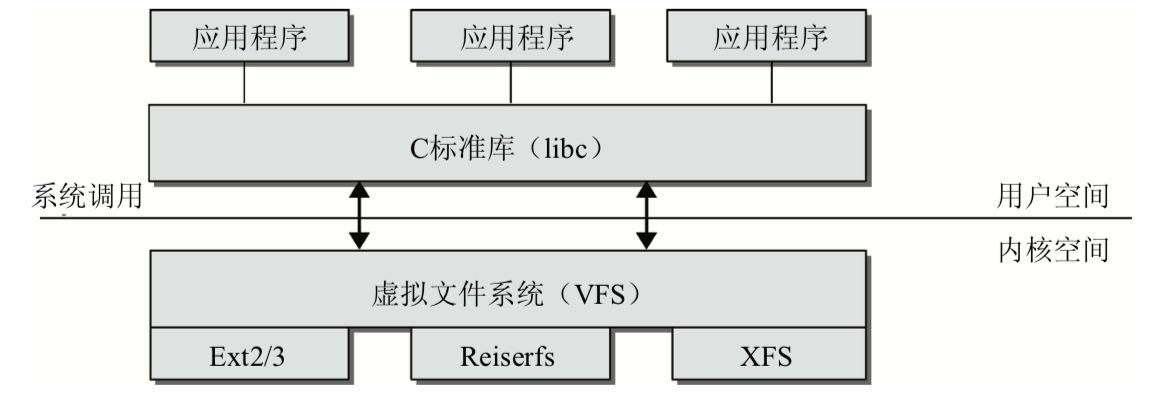 应用程序
应用程序
应用程序
C标准库（libc）
系统调用
用户空间
内核空间
虚拟文件系统（VFS）
Ext2/3
Reiserfs
XFS